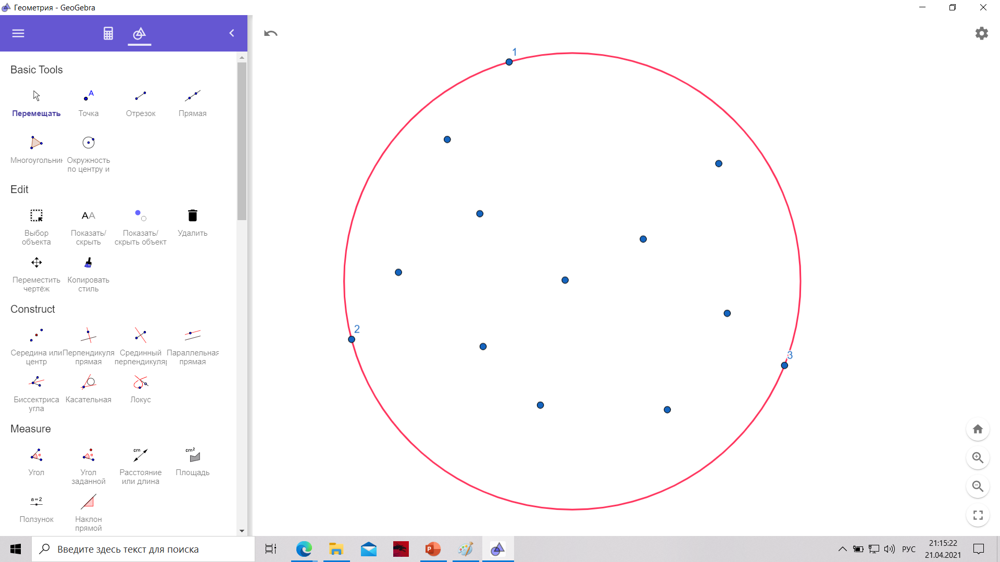 Геометрия - GeoGebra
Basic Tools
Перемещать
Точка
Отрезок
Прямая
Многоугольник
Окружность
по центру и
Edit
Выбор
объекта
Показать/
скрыть
Показать/
скрыть объект
Удалить
Переместить
чертёж
Копировать
стиль
Construct
Середина или
центр
Перпендикуля
прямая
Срединный
перпендикуляр
Параллельная
прямая
Биссектриса
угла
Касательная
Локус
Measure
Угол
Угол
заданной
cm
Расстояние
или длина
cm²
Площадь
a=2
Ползунок
Наклон
прямой
1
2
3
Введите здесь текст для поиска
РУС
21:15:22
21.04.2021